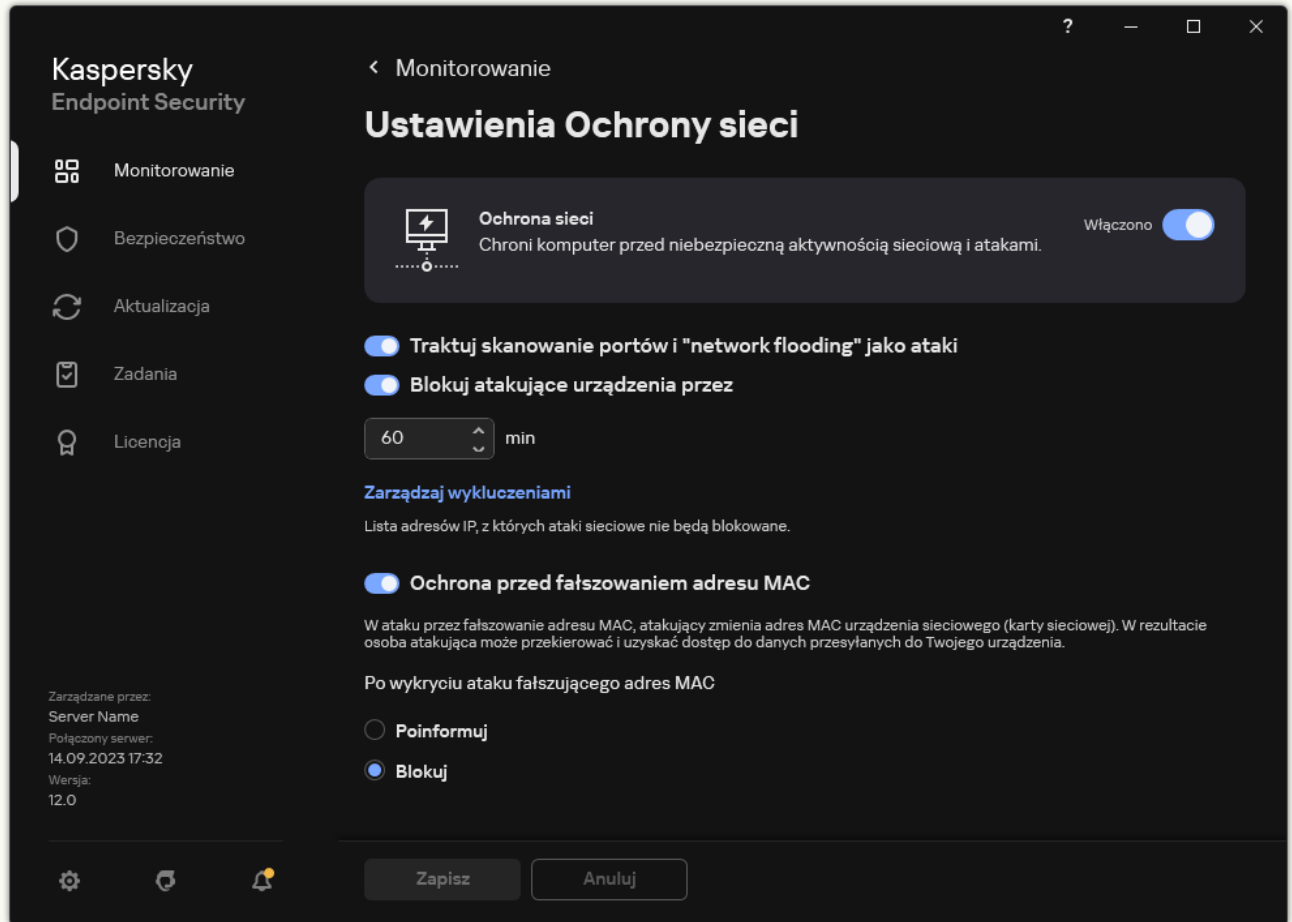 ?
Kaspersky
Endpoint Security
Monitorowanie
Bezpieczeństwo
Aktualizacja
Zadania
Licencja
Zarządzane przez:
Server Name
Połączony serwer:
14.09.2023 17:32
Wersja:
12.0
Monitorowanie
Ustawienia Ochrony sieci
Ochrona sieci
Chroni komputer przed niebezpieczną aktywnością sieciową i atakami.
Włączono
Traktuj skanowanie portów i "network flooding" jako ataki
Blokuj atakujące urządzenia przez
60 min
Zarządzaj wykluczeniami
Lista adresów IP, z których ataki sieciowe nie będą blokowane.
Ochrona przed fałszowaniem adresu MAC
W ataku przez fałszowanie adresu MAC, atakujący zmienia adres MAC urządzenia sieciowego (karty sieciowej). W rezultacie
osoba atakująca może przekierować i uzyskać dostęp do danych przesyłanych do Twojego urządzenia.
Po wykryciu ataku fałszującego adres MAC
Poinformuj
Blokuj
Zapisz
Anuluj